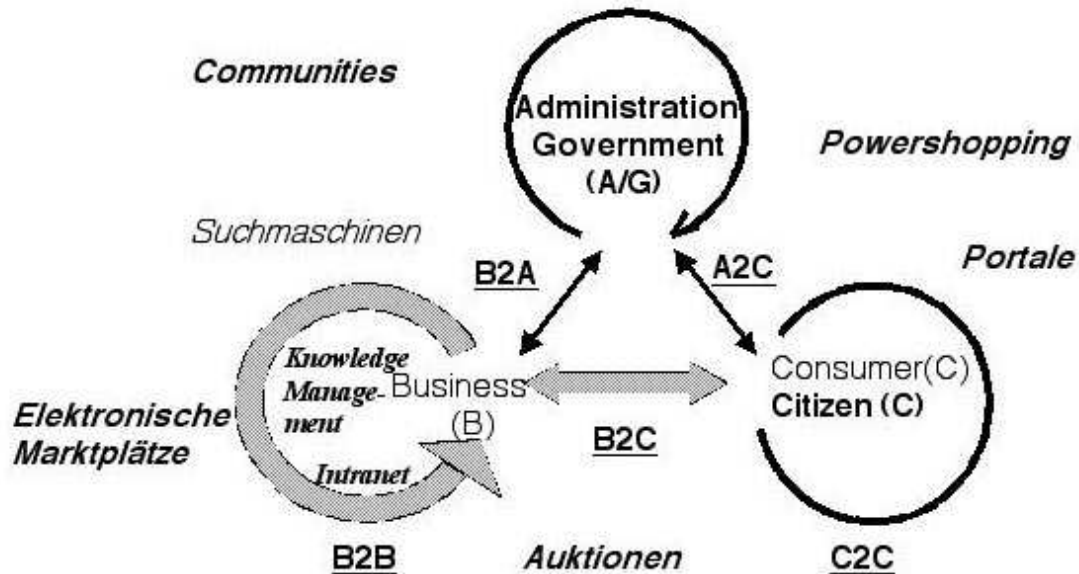 Communities
Administration
Government
(A/G)
Powershopping
Suchmaschinen
B2A
A2C
Portale
Knowledge
Manage-
ment
Business
(B)
Consumer(C)
Citizen (C)
Elektronische
Marktplätze
B2C
Intranet
B2B
Auktionen
C2C